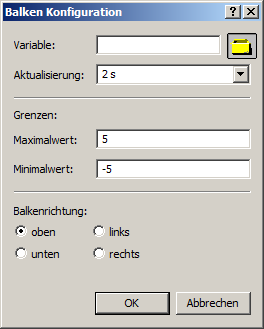 Balken Konfiguration
Variable:
Aktualisierung: 2 s
Grenzen:
Maximalwert: 5
Minimalwert: -5
Balkenrichtung:
oben links
unten rechts
OK Abbrechen